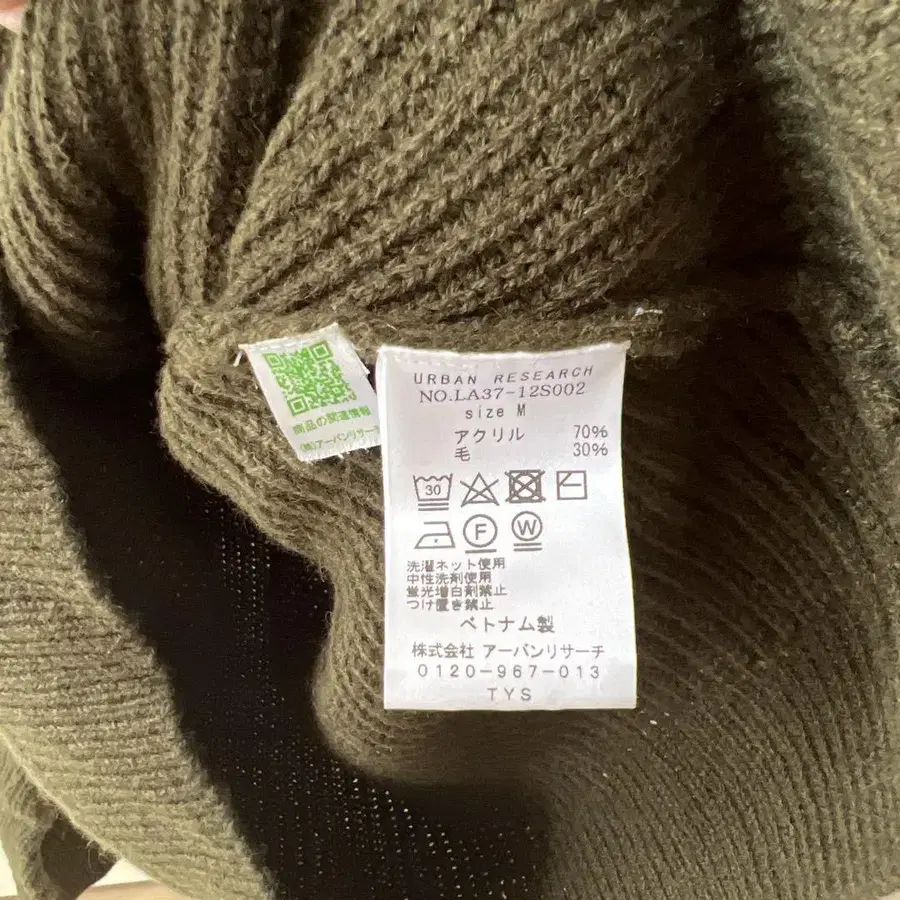 商品の関連情報
(株)アーバンリサーチ
URBAN RESEARCH
NO.LA37-12S002
size M
アクリル 70%
毛 30%
30
F W
洗濯ネット使用
中性洗剤使用
蛍光増白剤禁止
つけ置き禁止
ベトナム製
株式会社 アーバンリサーチ
0120-967-013
TYS